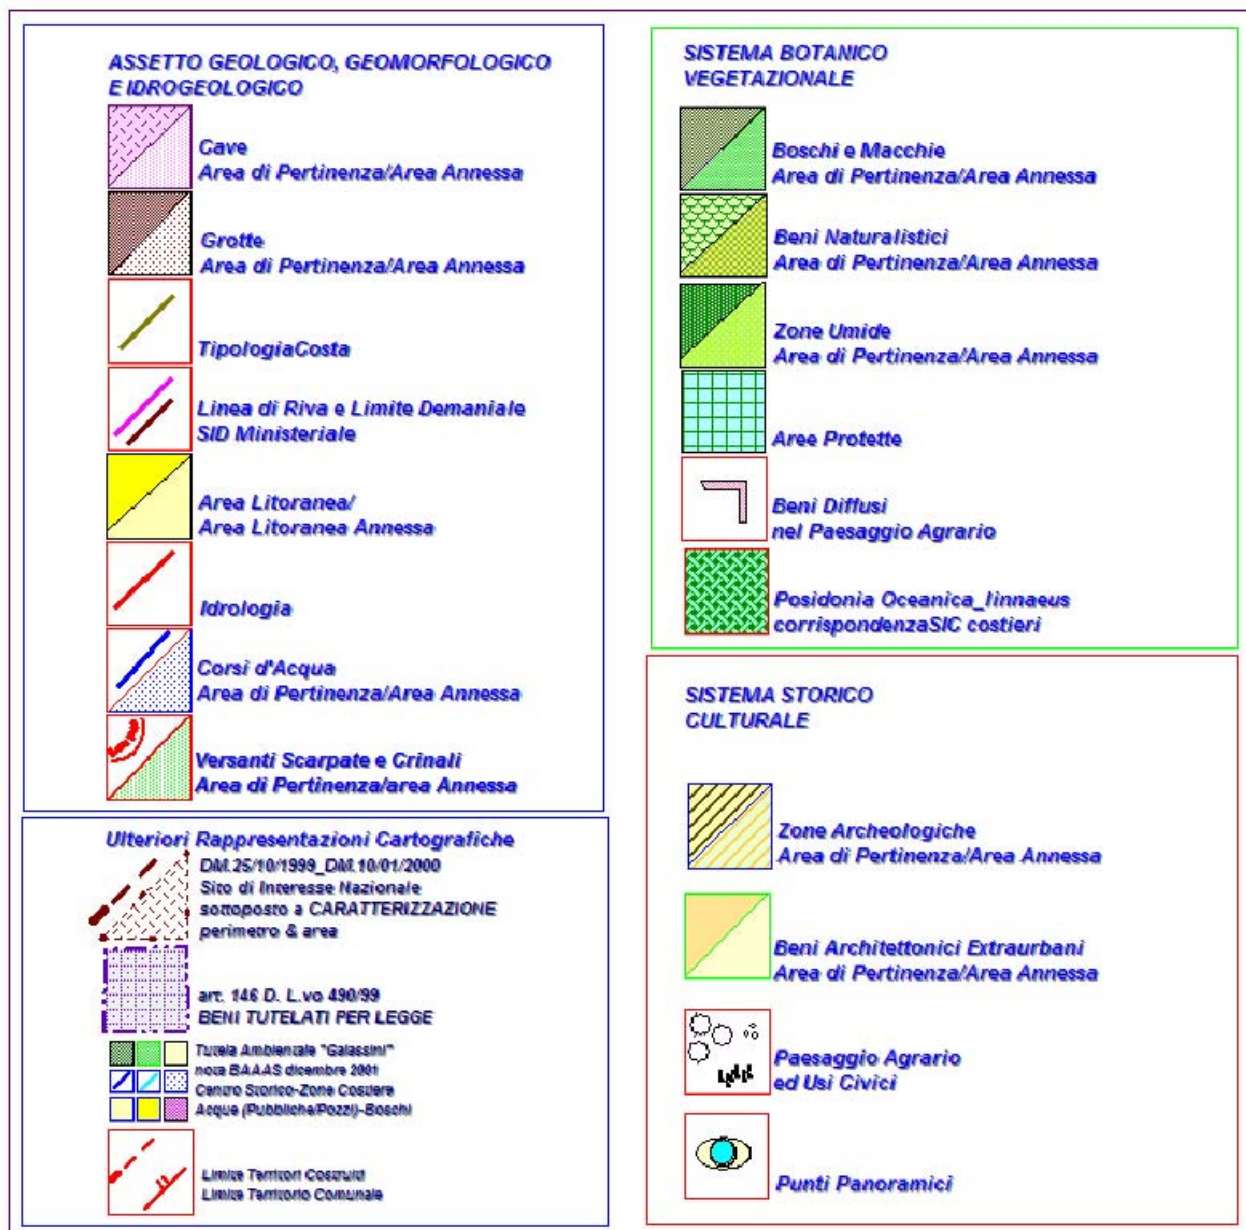 ASSETTO GEOLOGICO, GEOMORFOLOGICO
E IDROGEOLOGICO
Cave
Area di Pertinenza/Area Annessa
Grotte
Area di Pertinenza/Area Annessa
TipologiaCosta
Linea di Riva e Limite Demaniale
SID Ministeriale
Area Litoranea/
Area Litoranea Annessa
Idrologia
Corsi d'Acqua
Area di Pertinenza/Area Annessa
Versanti Scarpate e Crinali
Area di Pertinenza/area Annessa
Ulteriori Rappresentazioni Cartografiche
DM.25/10/1999_DM.10/01/2000
Sito di Interesse Nazionale
sottoposto a CARATTERIZZAZIONE
perimetro & area
art. 146 D. L.vo 490/99
BENI TUTELATI PER LEGGE
Tutela Ambientale "Galassini"
nota BAAAS dicembre 2001
Centro Storico-Zone Costiere
Acque (Pubbliche/Pozzi)-Boschi
Limite Territori Costruiti
Limite Territorio Comunale
SISTEMA BOTANICO
VEGETAZIONALE
Boschi e Macchie
Area di Pertinenza/Area Annessa
Beni Naturalistici
Area di Pertinenza/Area Annessa
Zone Umide
Area di Pertinenza/Area Annessa
Aree Protette
Beni Diffusi
nel Paesaggio Agrario
Posidonia Oceanica_linnaeus
corrispondenzaSIC costieri
SISTEMA STORICO
CULTURALE
Zone Archeologiche
Area di Pertinenza/Area Annessa
Beni Architettonici Extraurbani
Area di Pertinenza/Area Annessa
Paesaggio Agrario
ed Usi Civici
Punti Panoramici